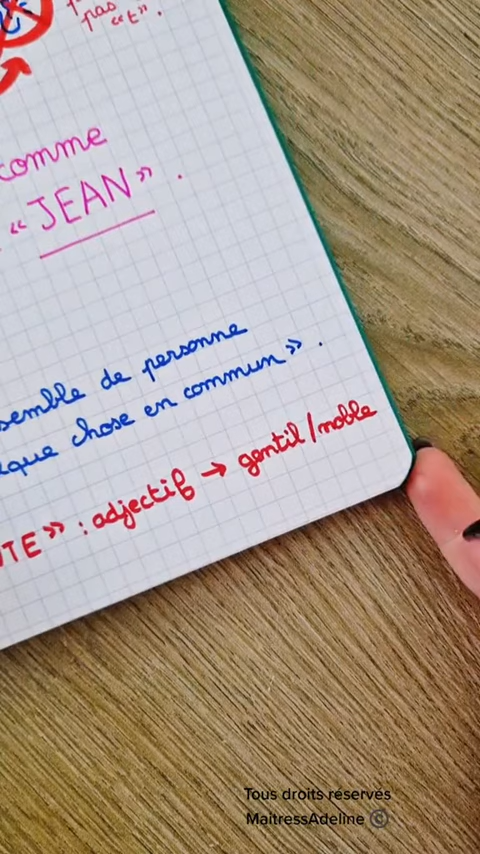 pas
"t".
comme
"JEAN".
semble de personne
que chose en commun".
TE" : adjectif → gentil/noble
Tous droits réservés
MaitressAdeline ©